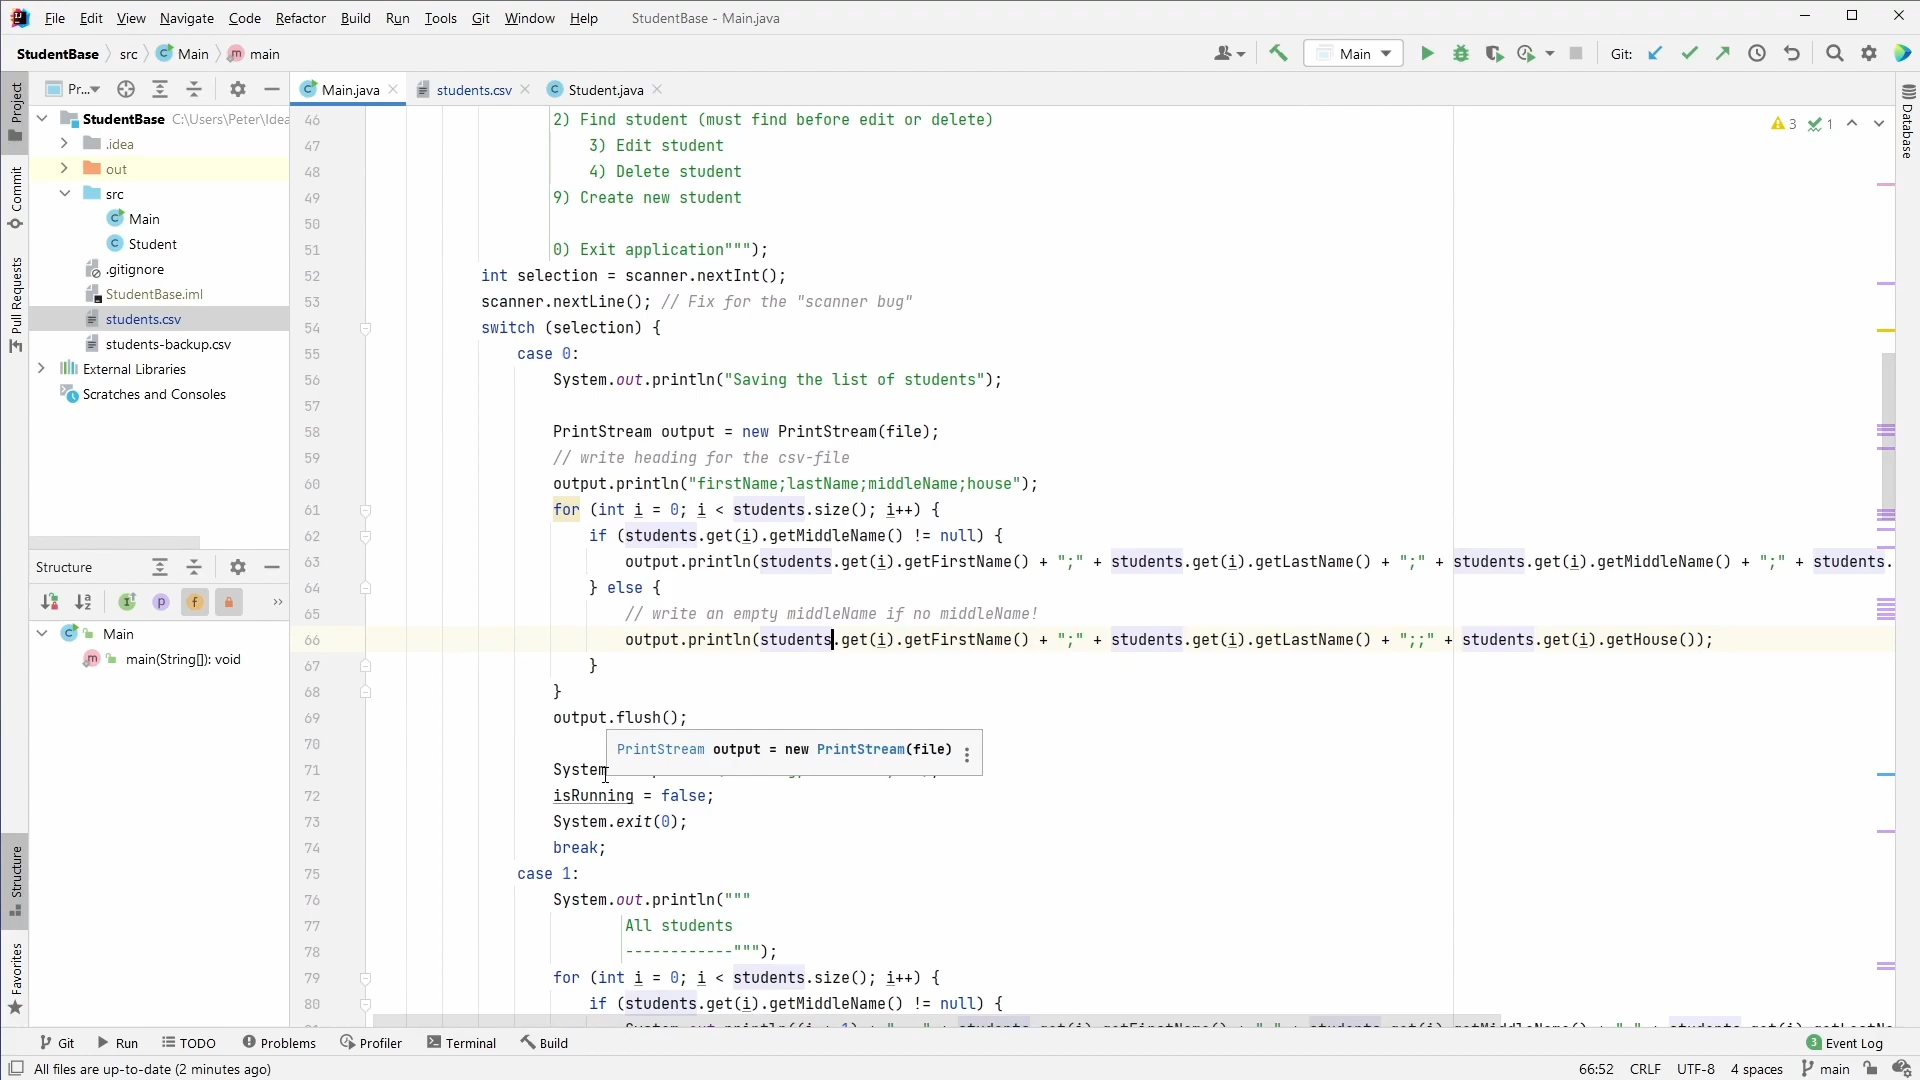 File Edit View Navigate Code Refactor Build Run Tools Git Window Help StudentBase - Main.java
StudentBase src Main main Main Git:
Pr... Main.java students.csv Student.java
Project
Commit
Pull Requests
Structure
Favorites
Database
StudentBase C:\Users\Peter\Idea
.idea
out
src
Main
Student
.gitignore
StudentBase.iml
students.csv
students-backup.csv
External Libraries
Scratches and Consoles
Structure
Main
main(String[]): void
3 1
46 2) Find student (must find before edit or delete)
47 3) Edit student
48 4) Delete student
49 9) Create new student
50
51 0) Exit application""");
52 int selection = scanner.nextInt();
53 scanner.nextLine(); // Fix for the "scanner bug"
54 switch (selection) {
55 case 0:
56 System.out.println("Saving the list of students");
57
58 PrintStream output = new PrintStream(file);
59 // write heading for the csv-file
60 output.println("firstName;lastName;middleName;house");
61 for (int i = 0; i < students.size(); i++) {
62 if (students.get(i).getMiddleName() != null) {
63 output.println(students.get(i).getFirstName() + ";" + students.get(i).getLastName() + ";" + students.get(i).getMiddleName() + ";" + students.
64 } else {
65 // write an empty middleName if no middleName!
66 output.println(students.get(i).getFirstName() + ";" + students.get(i).getLastName() + ";;" + students.get(i).getHouse());
67 }
68 }
69 output.flush();
70
PrintStream output = new PrintStream(file)
71 System
72 isRunning = false;
73 System.exit(0);
74 break;
75 case 1:
76 System.out.println("""
77 All students
78 ------------""");
79 for (int i = 0; i < students.size(); i++) {
80 if (students.get(i).getMiddleName() != null) {
Git Run TODO Problems Profiler Terminal Build 3 Event Log
All files are up-to-date (2 minutes ago) 66:52 CRLF UTF-8 4 spaces main